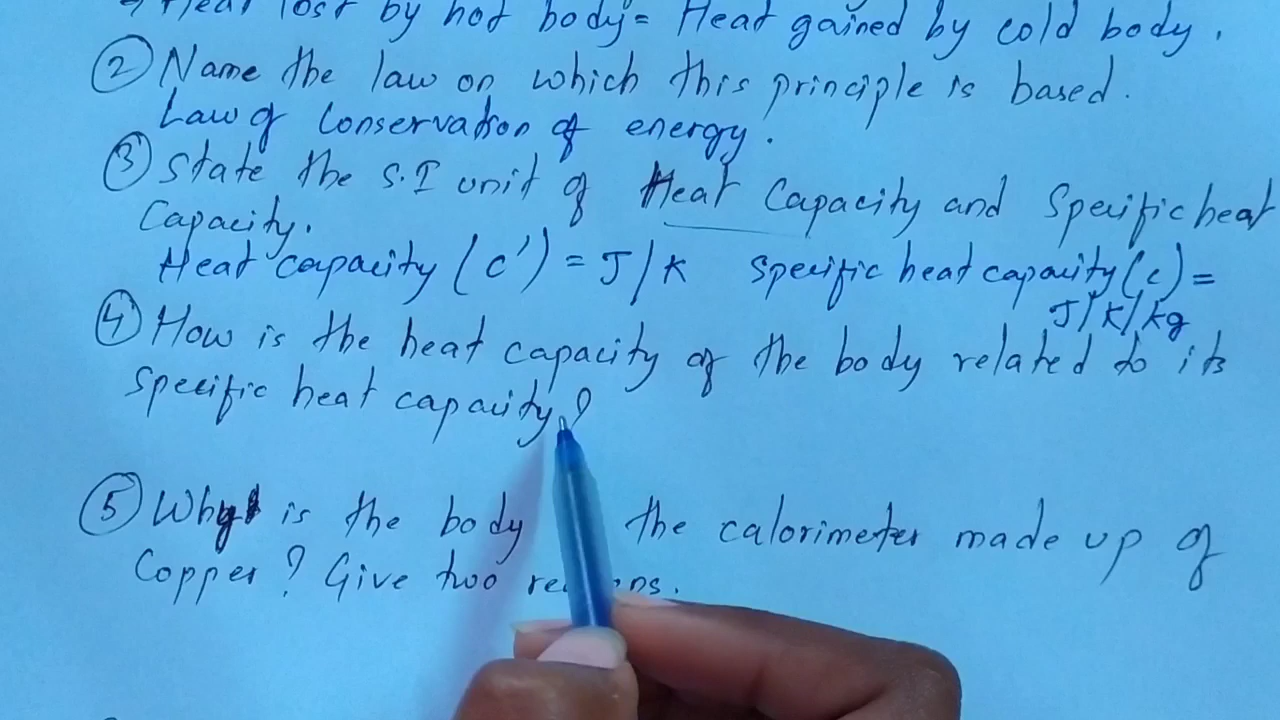 Heat lost by hot body = Heat gained by cold body.
② Name the law on which this principle is based.
Law of Conservation of energy.
③ State the S.I unit of Heat Capacity and Specific heat
Capacity.
Heat capacity (c') = J/K Specific heat capacity (c) =
J/K/kg
④ How is the heat capacity of the body related to its
Specific heat capacity?
⑤ Why is the body the calorimeter made up of
Copper? Give two